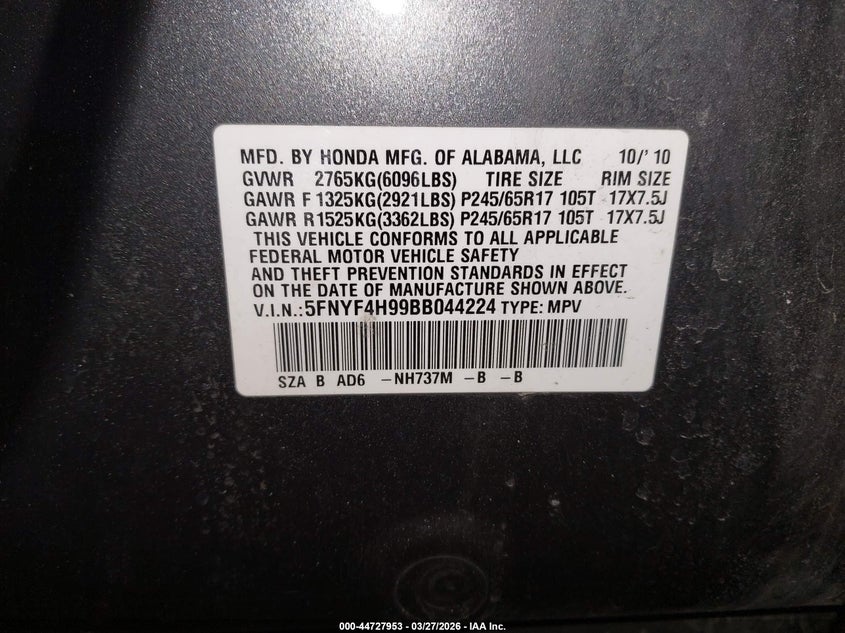 MFD. BY HONDA MFG. OF ALABAMA, LLC 10/'10
GVWR 2765KG(6096LBS) TIRE SIZE RIM SIZE
GAWR F 1325KG(2921LBS) P245/65R17 105T 17X7.5J
GAWR R 1525KG(3362LBS) P245/65R17 105T 17X7.5J
THIS VEHICLE CONFORMS TO ALL APPLICABLE
FEDERAL MOTOR VEHICLE SAFETY
AND THEFT PREVENTION STANDARDS IN EFFECT
ON THE DATE OF MANUFACTURE SHOWN ABOVE.
V.I.N.:5FNYF4H99BB044224 TYPE: MPV
SZA B AD6 -NH737M -B -B
000-44727953 - 03/27/2026 - IAA Inc.